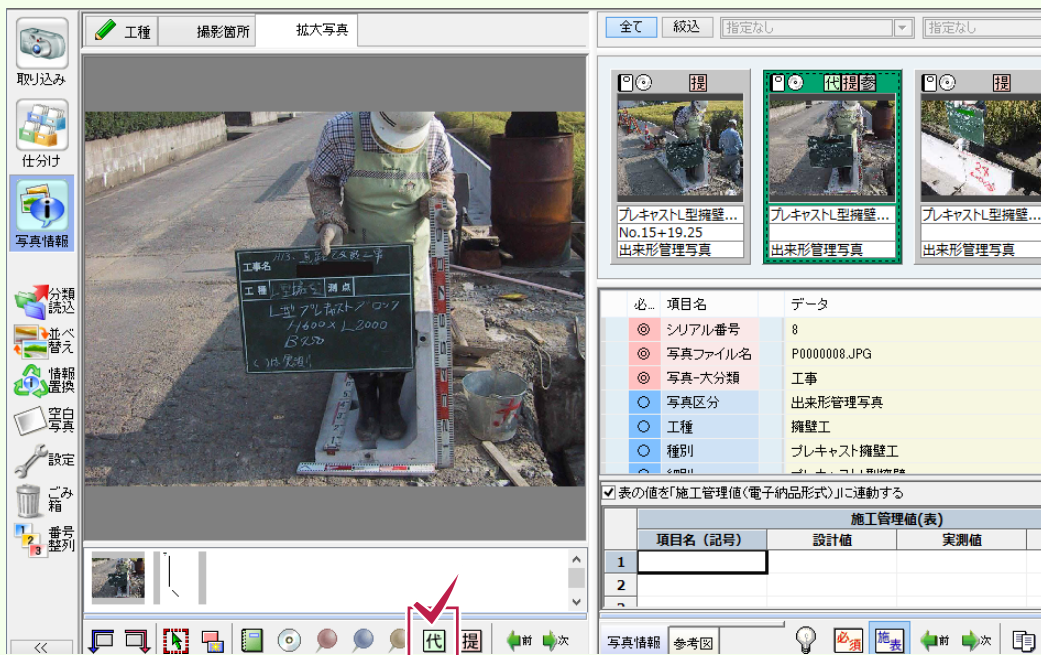 取り込み
仕分け
写真情報
分類
読込
並べ
替え
情報
置換
空白
写真
設定
ごみ
箱
番号
整列
<<
工種
撮影箇所
拡大写真
工事名
工種
測点
L型プレキャストブロック
H600×L2000
B750
代
提
前
次
全て
絞込
指定なし
指定なし
提
プレキャストL型擁壁...
No.15+19.25
出来形管理写真
代提参
プレキャストL型擁壁...
出来形管理写真
提
プレキャストL型擁壁...
出来形管理写真
必... 項目名 データ
◎ シリアル番号 8
◎ 写真ファイル名 P0000008.JPG
◎ 写真-大分類 工事
○ 写真区分 出来形管理写真
○ 工種 擁壁工
○ 種別 プレキャスト擁壁工
表の値を「施工管理値(電子納品形式)」に連動する
施工管理値(表)
項目名 (記号) 設計値 実測値
1
2
写真情報
参考図
必須
施表
前
次